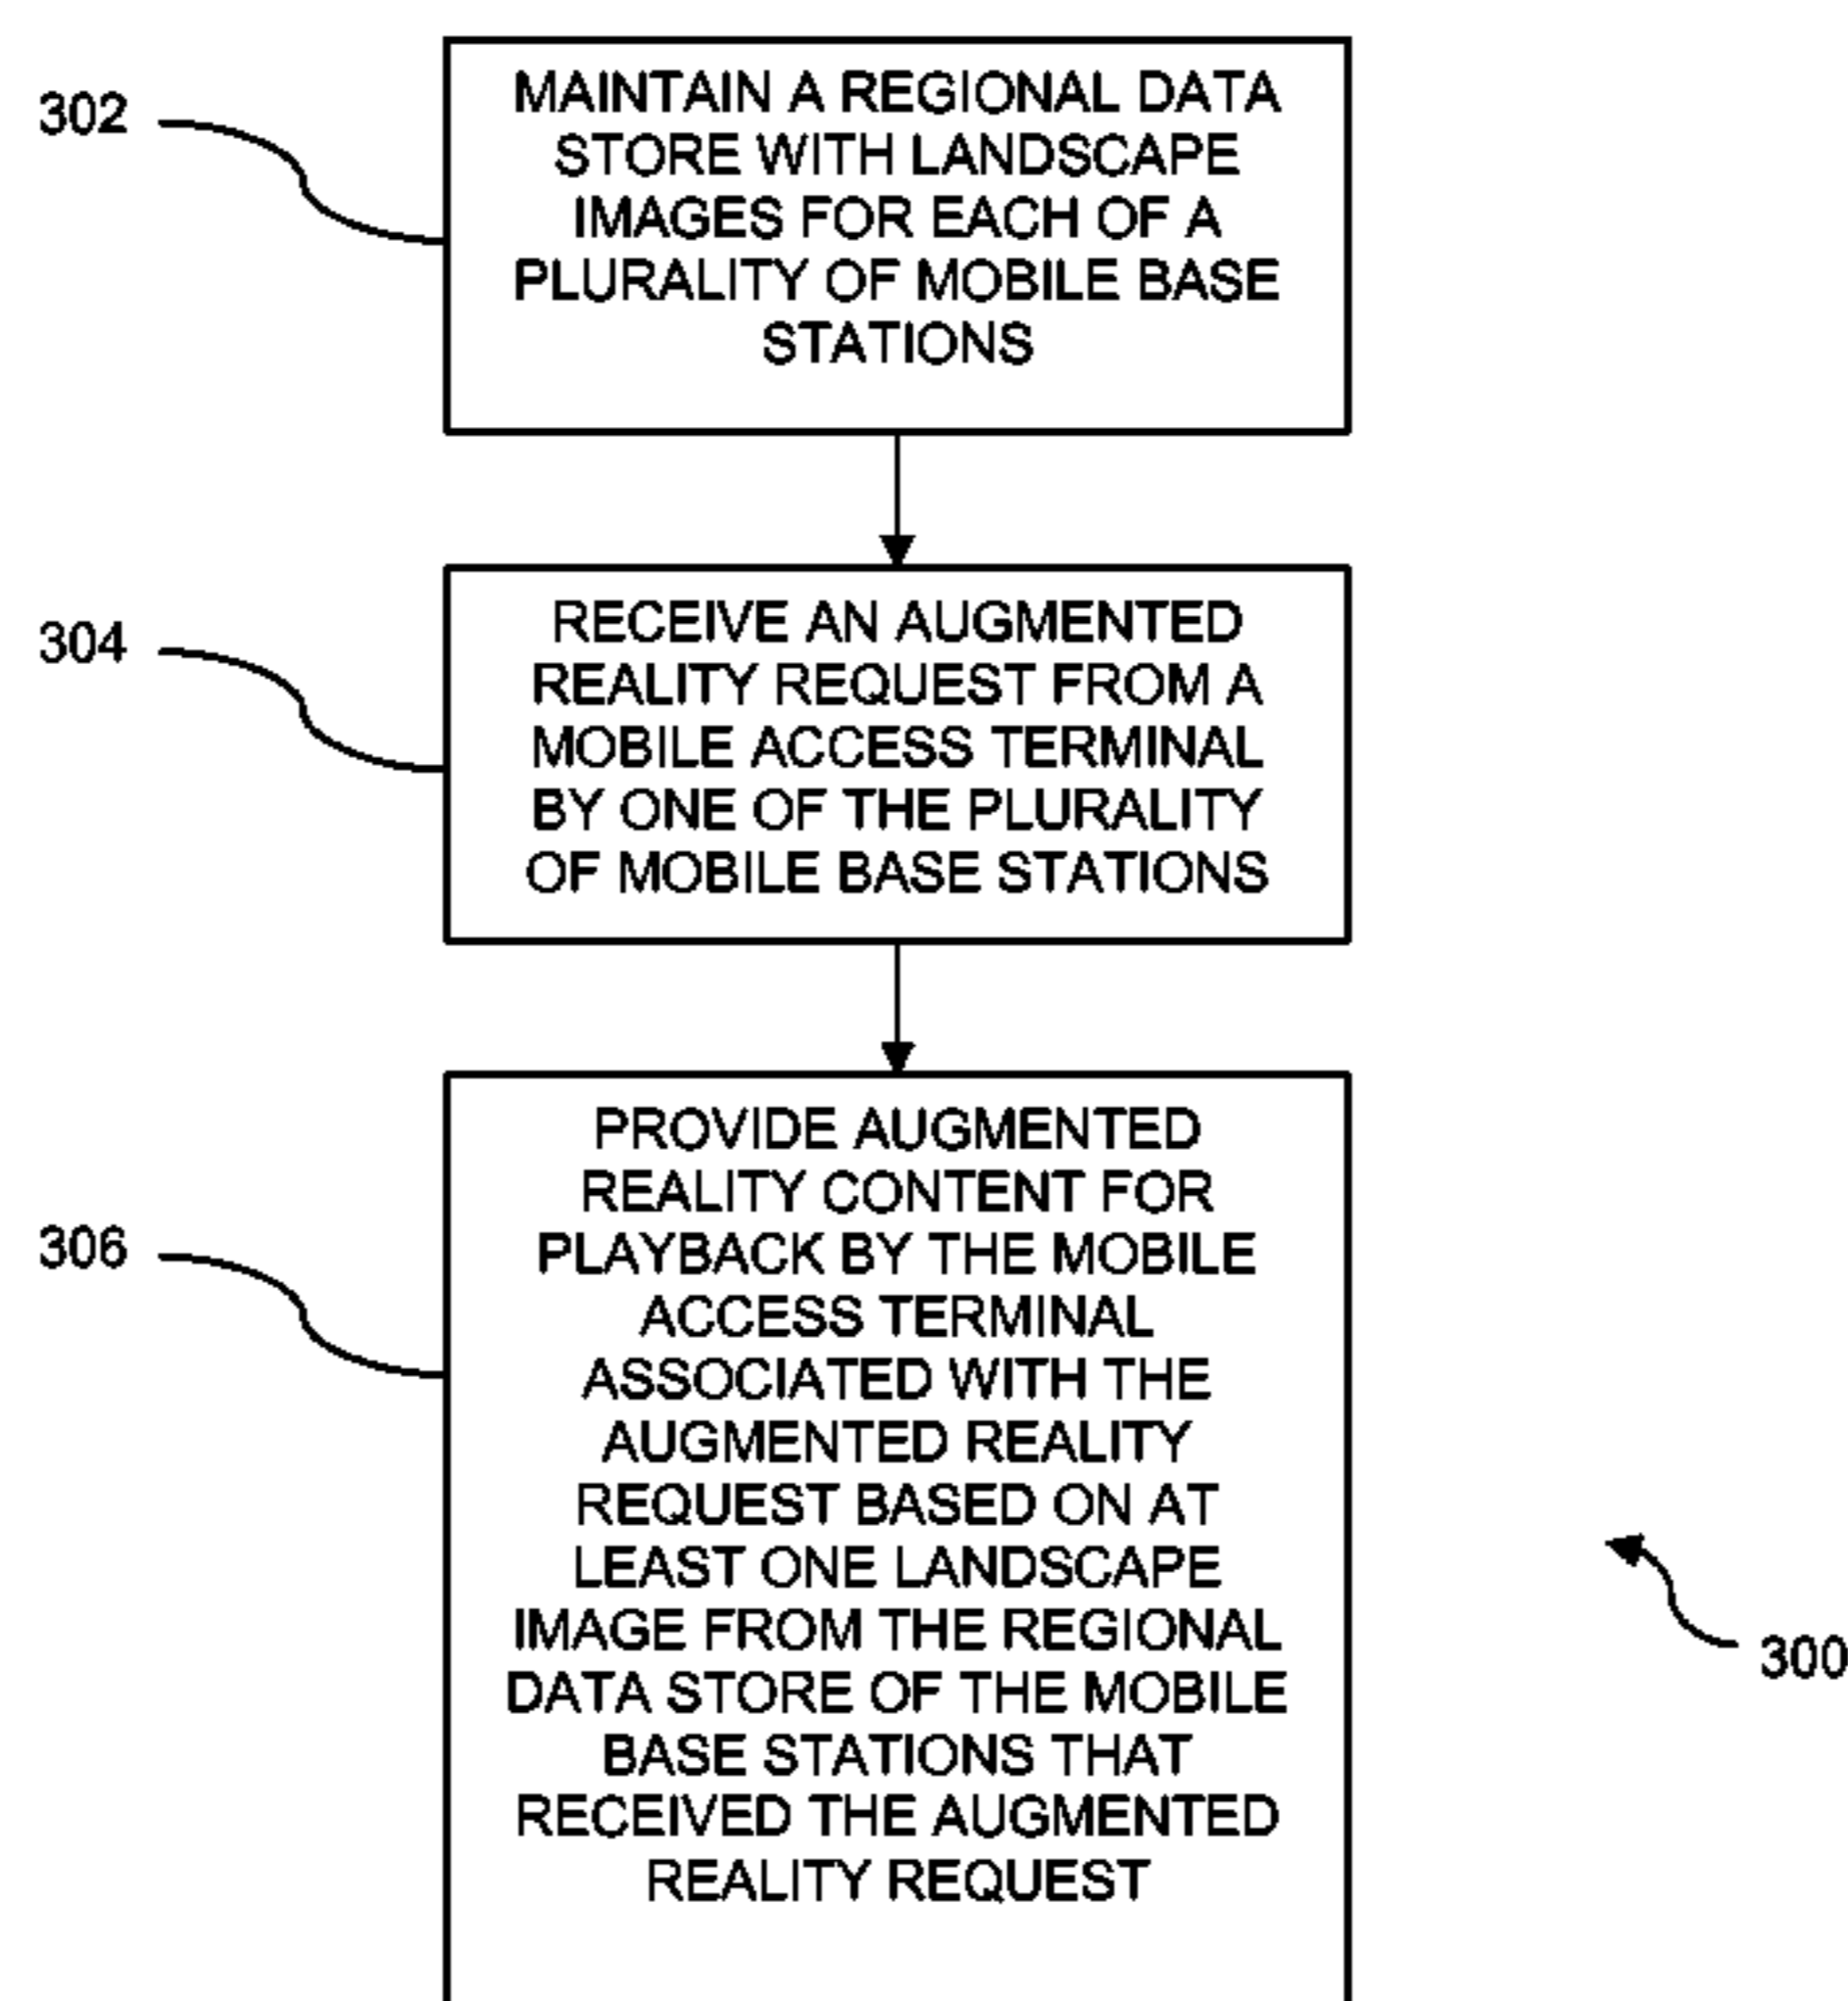 302
MAINTAIN A REGIONAL DATA
STORE WITH LANDSCAPE
IMAGES FOR EACH OF A
PLURALITY OF MOBILE BASE
STATIONS
304
RECEIVE AN AUGMENTED
REALITY REQUEST FROM A
MOBILE ACCESS TERMINAL
BY ONE OF THE PLURALITY
OF MOBILE BASE STATIONS
306
PROVIDE AUGMENTED
REALITY CONTENT FOR
PLAYBACK BY THE MOBILE
ACCESS TERMINAL
ASSOCIATED WITH THE
AUGMENTED REALITY
REQUEST BASED ON AT
LEAST ONE LANDSCAPE
IMAGE FROM THE REGIONAL
DATA STORE OF THE MOBILE
BASE STATIONS THAT
RECEIVED THE AUGMENTED
REALITY REQUEST
300